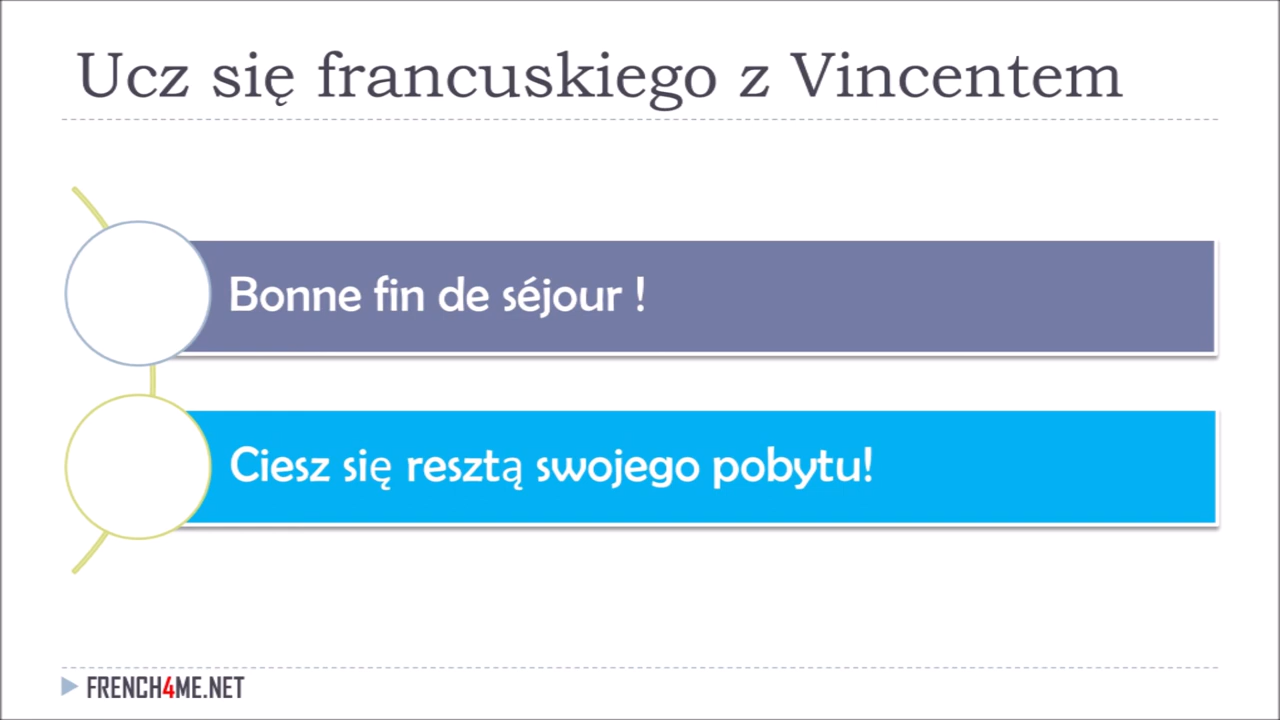 Ucz się francuskiego z Vincentem
Bonne fin de séjour !
Ciesz się resztą swojego pobytu!
FRENCH4ME.NET